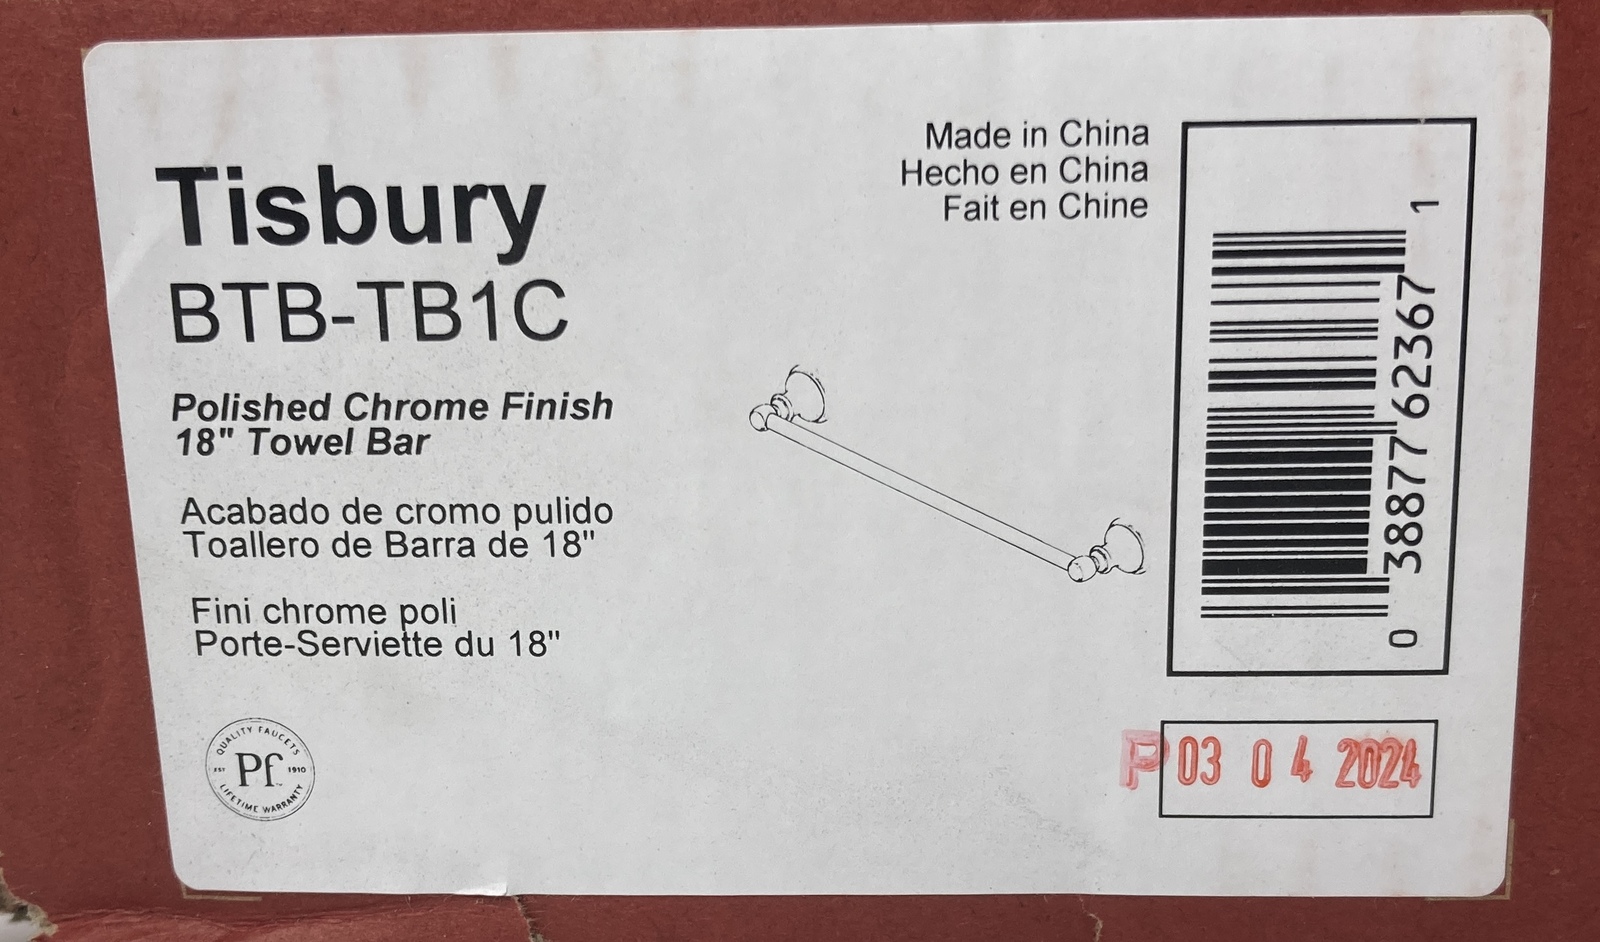 Tisbury
BTB-TB1C
Polished Chrome Finish
18" Towel Bar
Acabado de cromo pulido
Toallero de Barra de 18"
Fini chrome poli
Porte-Serviette du 18"
QUALITY FAUCETS
EST Pf 1910
LIFETIME WARRANTY
Made in China
Hecho en China
Fait en Chine
0 38877 62367 1
P 03 04 2024